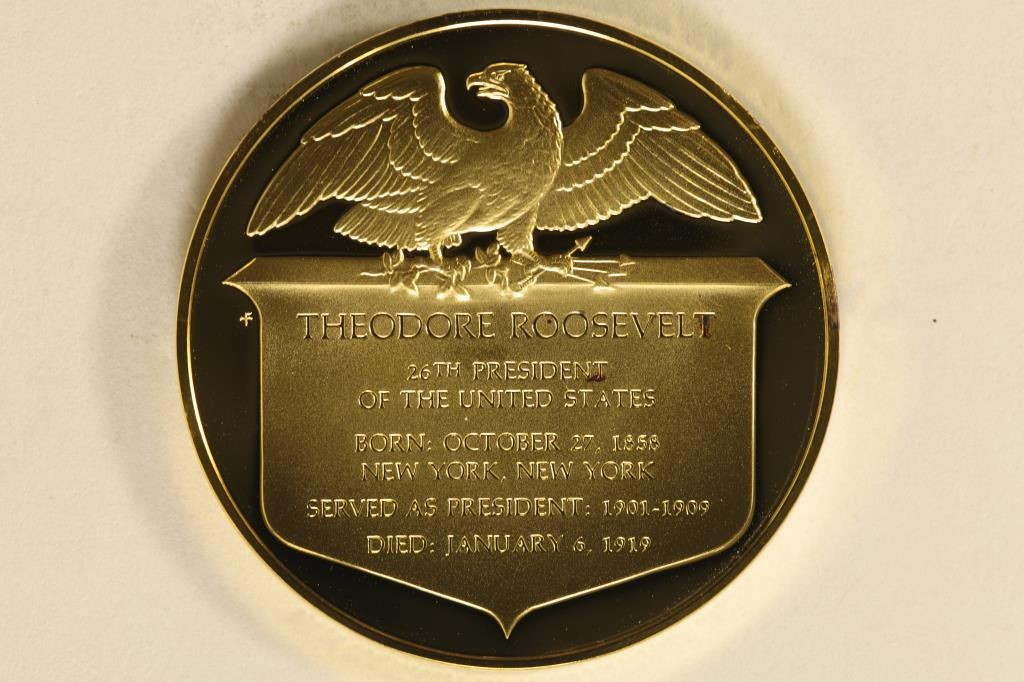 THEODORE ROOSEVELT
26TH PRESIDENT
OF THE UNITED STATES
BORN: OCTOBER 27, 1858
NEW YORK, NEW YORK
SERVED AS PRESIDENT: 1901-1909
DIED: JANUARY 6, 1919